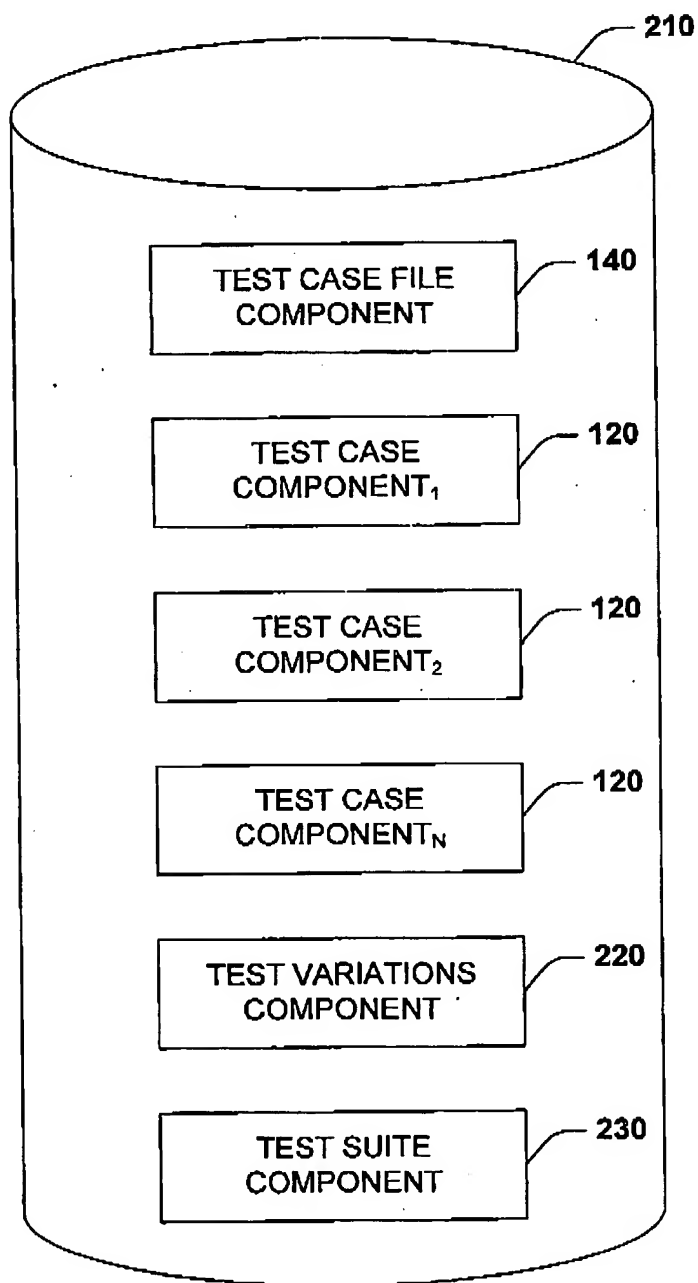 210
TEST CASE FILE
COMPONENT
140
TEST CASE
COMPONENT₁
120
TEST CASE
COMPONENT₂
120
TEST CASE
COMPONENTN
120
TEST VARIATIONS
COMPONENT
220
TEST SUITE
COMPONENT
230